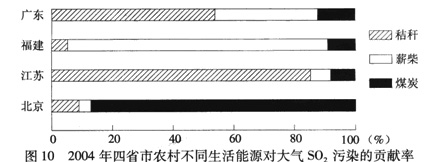 广东
福建
江苏
北京
秸秆
薪柴
煤炭
0 20 40 60 80 100 (%)
图10 2004年四省市农村不同生活能源对大气SO₂污染的贡献率